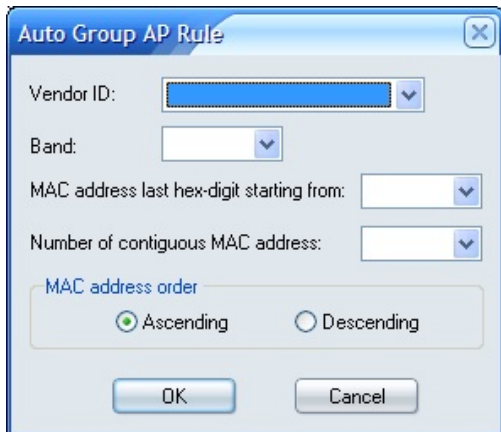 Auto Group AP Rule
Vendor ID:
Band:
MAC address last hex-digit starting from:
Number of contiguous MAC address:
MAC address order
Ascending Descending
OK Cancel